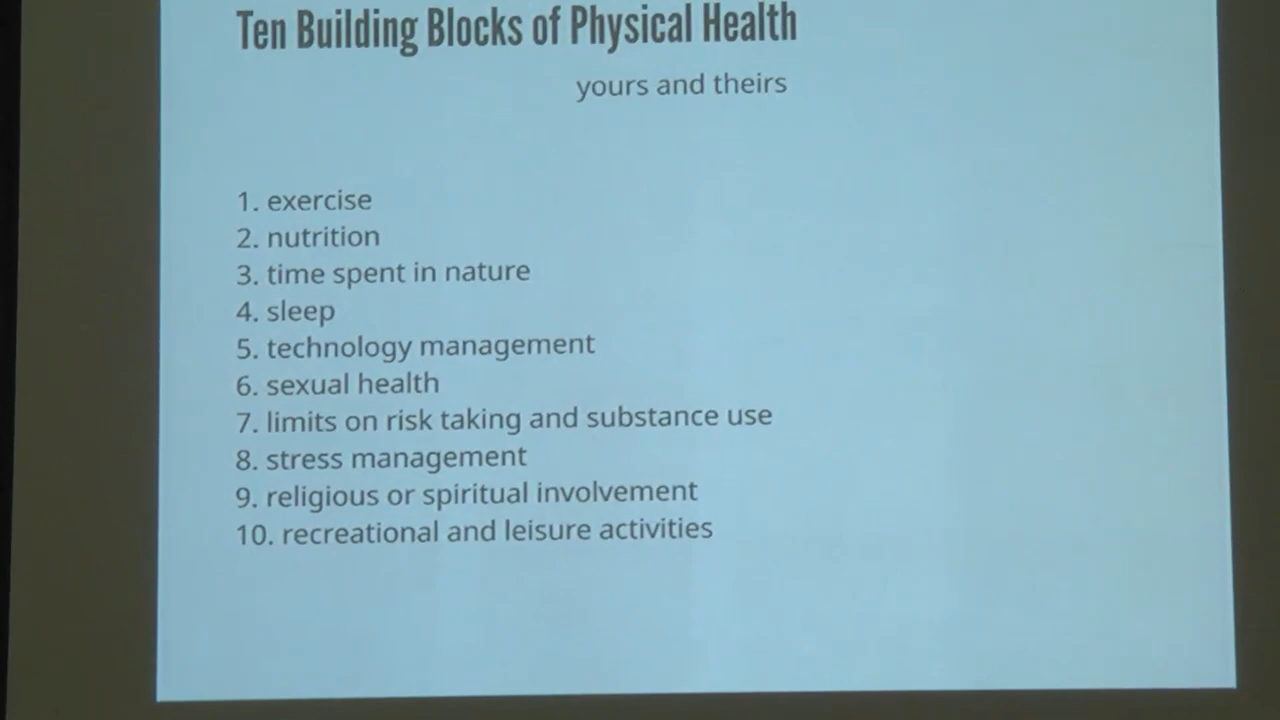 Ten Building Blocks of Physical Health
yours and theirs
1. exercise
2. nutrition
3. time spent in nature
4. sleep
5. technology management
6. sexual health
7. limits on risk taking and substance use
8. stress management
9. religious or spiritual involvement
10. recreational and leisure activities